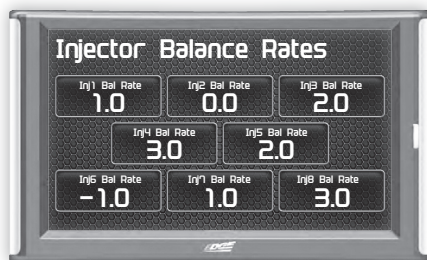 Injector Balance Rates
Inj1 Bal Rate Inj2 Bal Rate Inj3 Bal Rate
1.0 0.0 2.0
Inj4 Bal Rate Inj5 Bal Rate
3.0 2.0
Inj6 Bal Rate Inj7 Bal Rate Inj8 Bal Rate
-1.0 1.0 3.0
EDGE